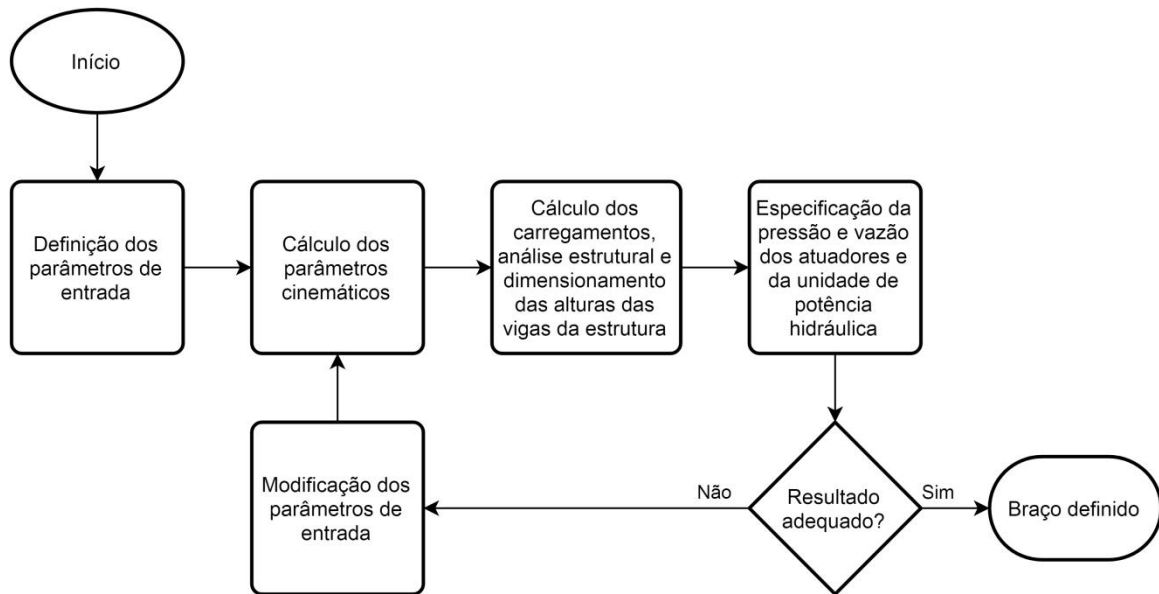 Início
Definição dos
parâmetros de
entrada
Cálculo dos
parâmetros
cinemáticos
Cálculo dos
carregamentos,
análise estrutural e
dimensionamento
das alturas das
vigas da estrutura
Especificação da
pressão e vazão
dos atuadores e
da unidade de
potência
hidráulica
Resultado
adequado?
Não
Sim
Modificação dos
parâmetros de
entrada
Braço definido